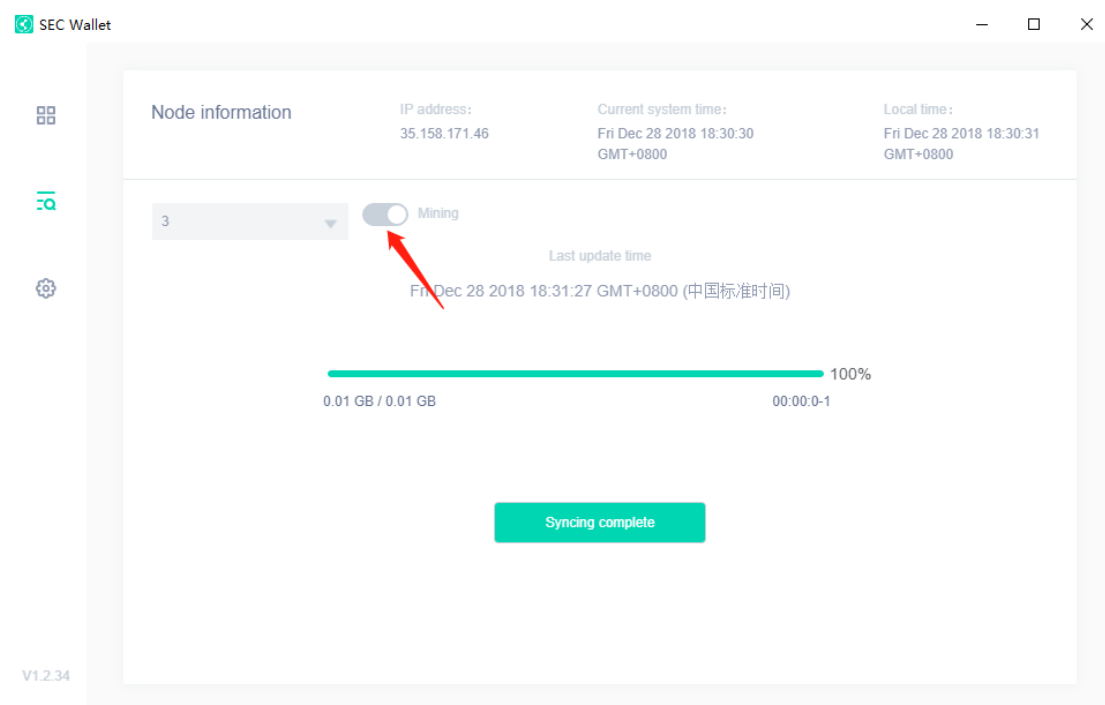 SEC Wallet
Node information
IP address：
35.158.171.46
Current system time：
Fri Dec 28 2018 18:30:30
GMT+0800
Local time：
Fri Dec 28 2018 18:30:31
GMT+0800
3
Mining
Last update time
Fri Dec 28 2018 18:31:27 GMT+0800 (中国标准时间)
100%
0.01 GB / 0.01 GB
00:00:0-1
Syncing complete
V1.2.34